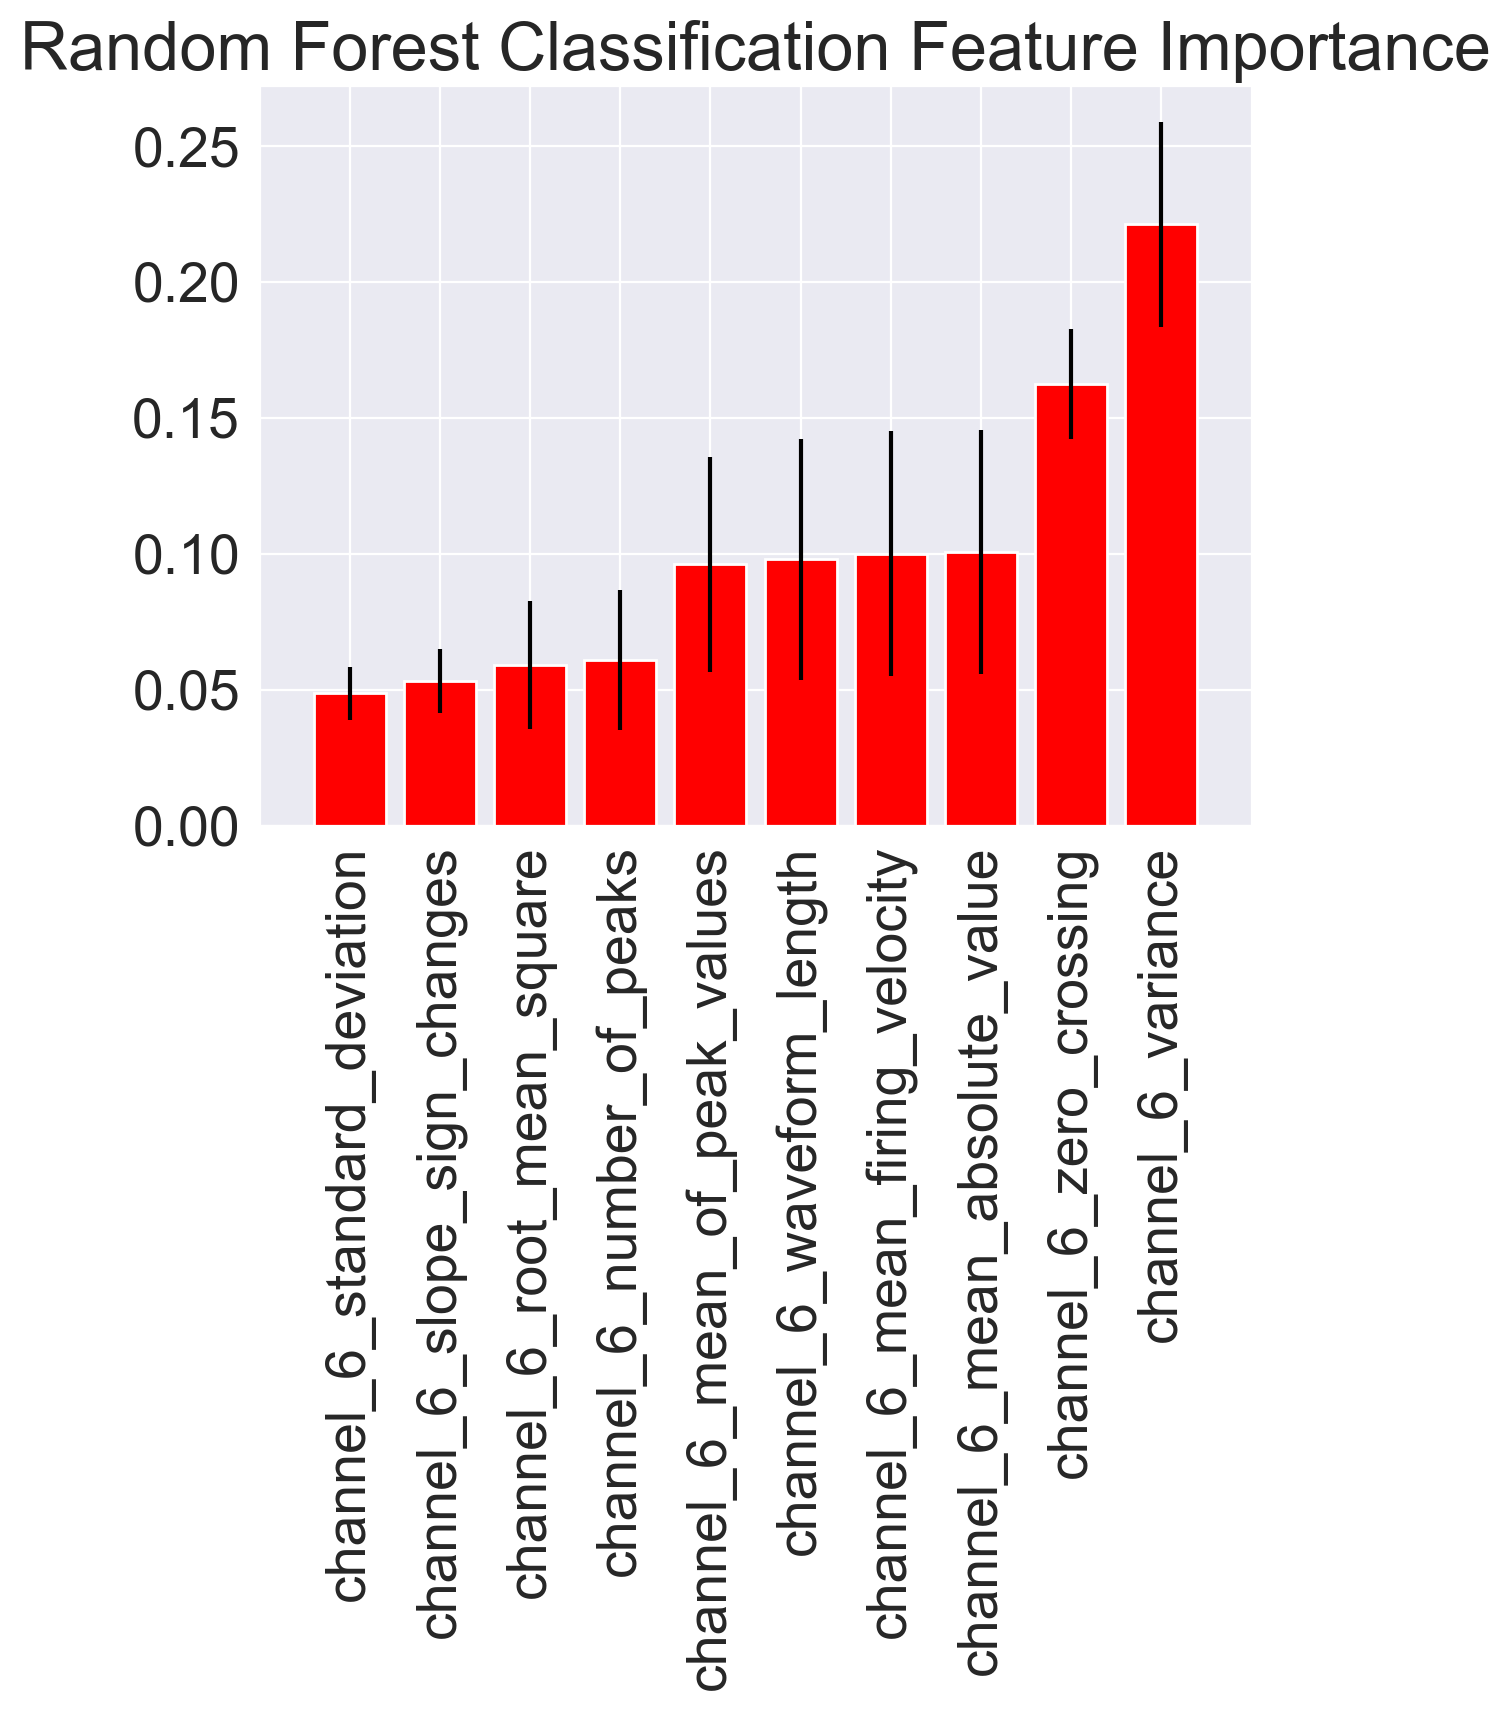 Random Forest Classification Feature Importance
0.25
0.20
0.15
0.10
0.05
0.00
channel_6_standard_deviation
channel_6_slope_sign_changes
channel_6_root_mean_square
channel_6_number_of_peaks
channel_6_mean_of_peak_values
channel_6_waveform_length
channel_6_mean_firing_velocity
channel_6_mean_absolute_value
channel_6_zero_crossing
channel_6_variance